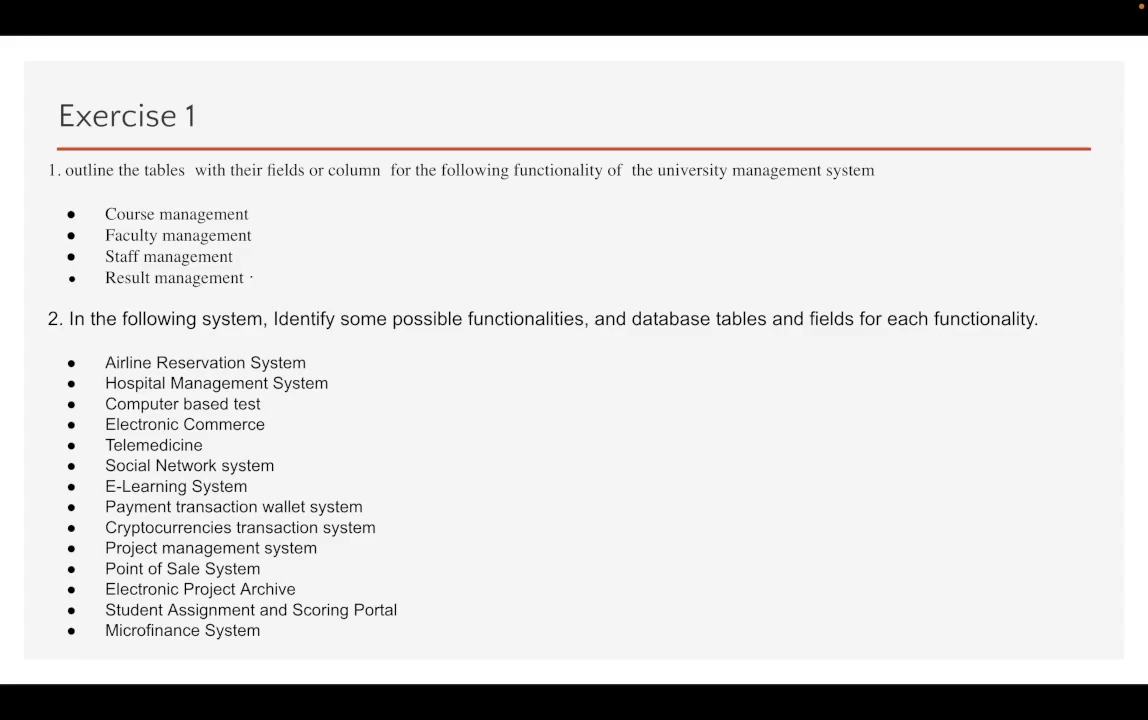 Exercise 1
1. outline the tables with their fields or column for the following functionality of the university management system
● Course management
● Faculty management
● Staff management
● Result management
2. In the following system, Identify some possible functionalities, and database tables and fields for each functionality.
● Airline Reservation System
● Hospital Management System
● Computer based test
● Electronic Commerce
● Telemedicine
● Social Network system
● E-Learning System
● Payment transaction wallet system
● Cryptocurrencies transaction system
● Project management system
● Point of Sale System
● Electronic Project Archive
● Student Assignment and Scoring Portal
● Microfinance System